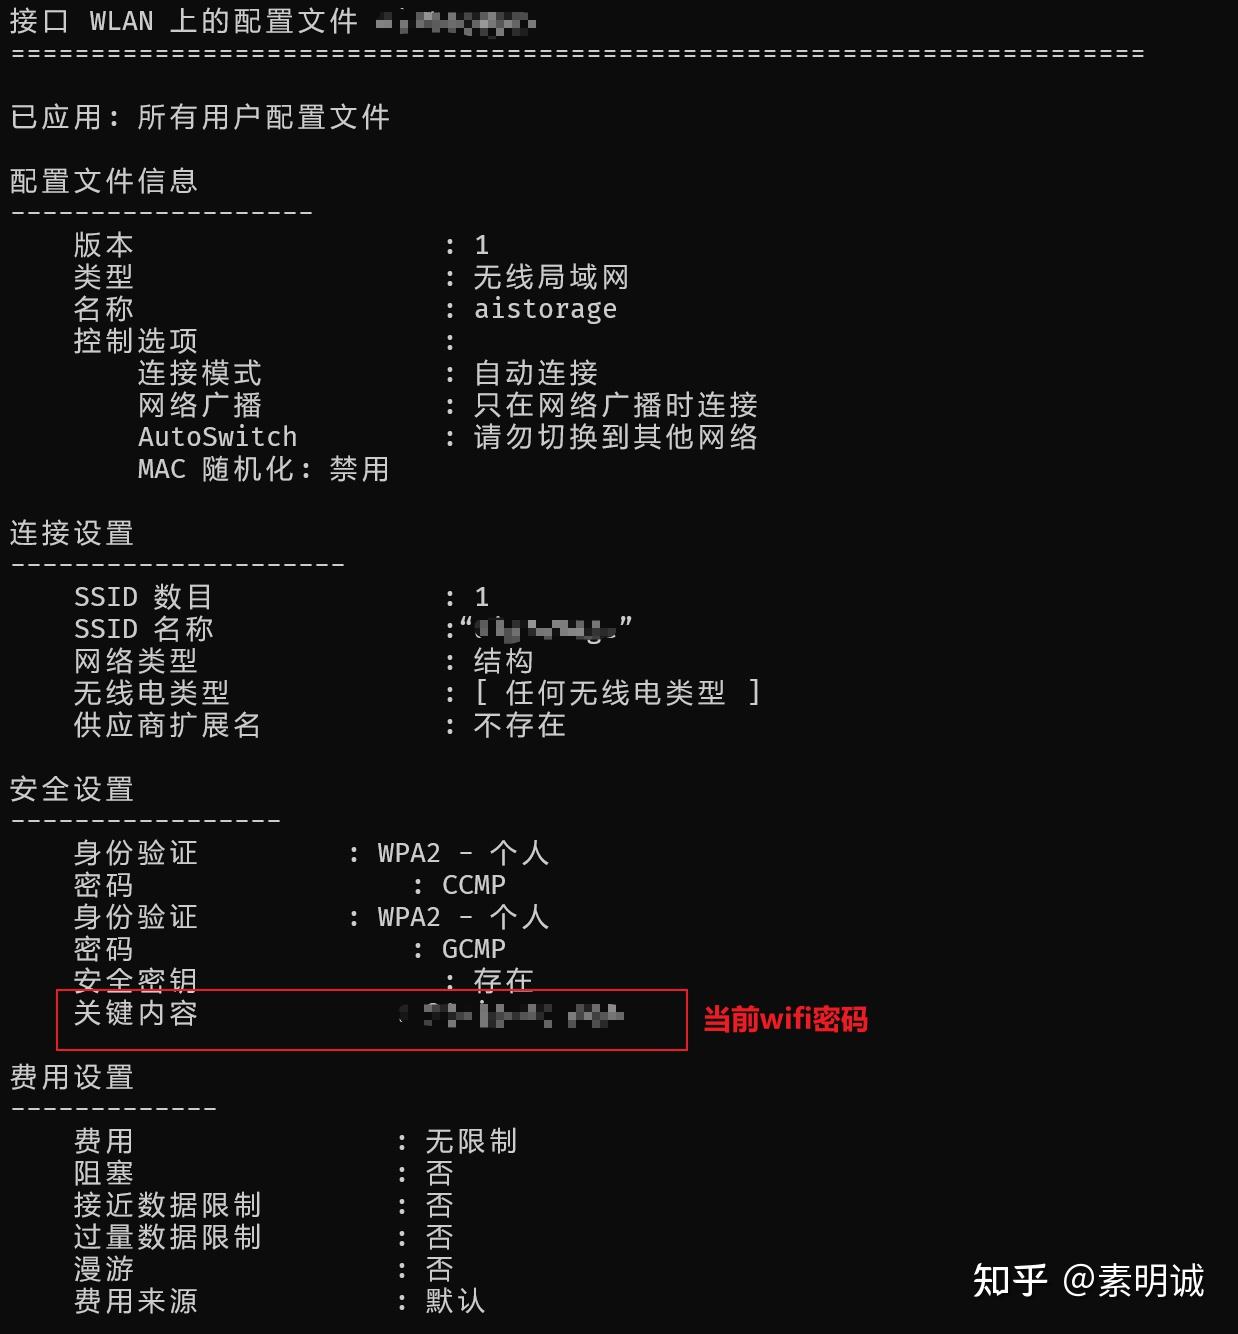 接口 WLAN 上的配置文件
=======================================================================
已应用: 所有用户配置文件
配置文件信息
-------------------
版本 : 1
类型 : 无线局域网
名称 : aistorage
控制选项 :
连接模式 : 自动连接
网络广播 : 只在网络广播时连接
AutoSwitch : 请勿切换到其他网络
MAC 随机化: 禁用
连接设置
---------------------
SSID 数目 : 1
SSID 名称 :“”
网络类型 : 结构
无线电类型 : [ 任何无线电类型 ]
供应商扩展名 : 不存在
安全设置
-----------------
身份验证 : WPA2 - 个人
密码 : CCMP
身份验证 : WPA2 - 个人
密码 : GCMP
安全密钥 : 存在
关键内容 当前wifi密码
费用设置
-------------
费用 : 无限制
阻塞 : 否
接近数据限制 : 否
过量数据限制 : 否
漫游 : 否
费用来源 : 默认
知乎 @素明诚